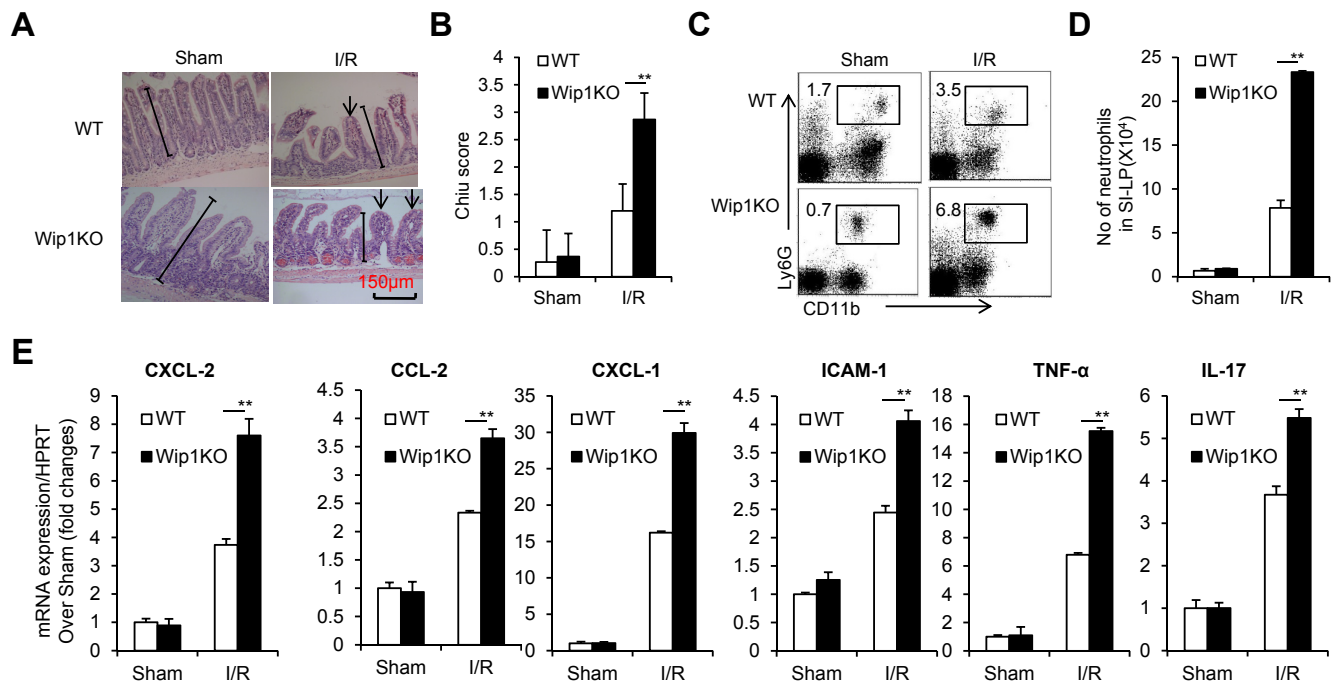 A
Sham
I/R
WT
Wip1KO
150μm
B
WT
Wip1KO
**
Chiu score
4
3.5
3
2.5
2
1.5
1
0.5
0
Sham
I/R
C
Sham
I/R
WT
1.7
3.5
Wip1KO
0.7
6.8
Ly6G
CD11b
D
WT
Wip1KO
**
No of neutrophils
in SI-LP(X10⁴)
25
20
15
10
5
0
Sham
I/R
E
mRNA expression/HPRT
Over Sham (fold changes)
CXCL-2
WT
Wip1KO
**
9
8
7
6
5
4
3
2
1
0
Sham
I/R
CCL-2
WT
Wip1KO
**
4.5
4
3.5
3
2.5
2
1.5
1
0.5
0
Sham
I/R
CXCL-1
WT
Wip1KO
**
35
30
25
20
15
10
5
0
Sham
I/R
ICAM-1
WT
Wip1KO
**
4.5
4
3.5
3
2.5
2
1.5
1
0.5
0
Sham
I/R
TNF-α
WT
Wip1KO
**
18
16
14
12
10
8
6
4
2
0
Sham
I/R
IL-17
WT
Wip1KO
**
6
5
4
3
2
1
0
Sham
I/R